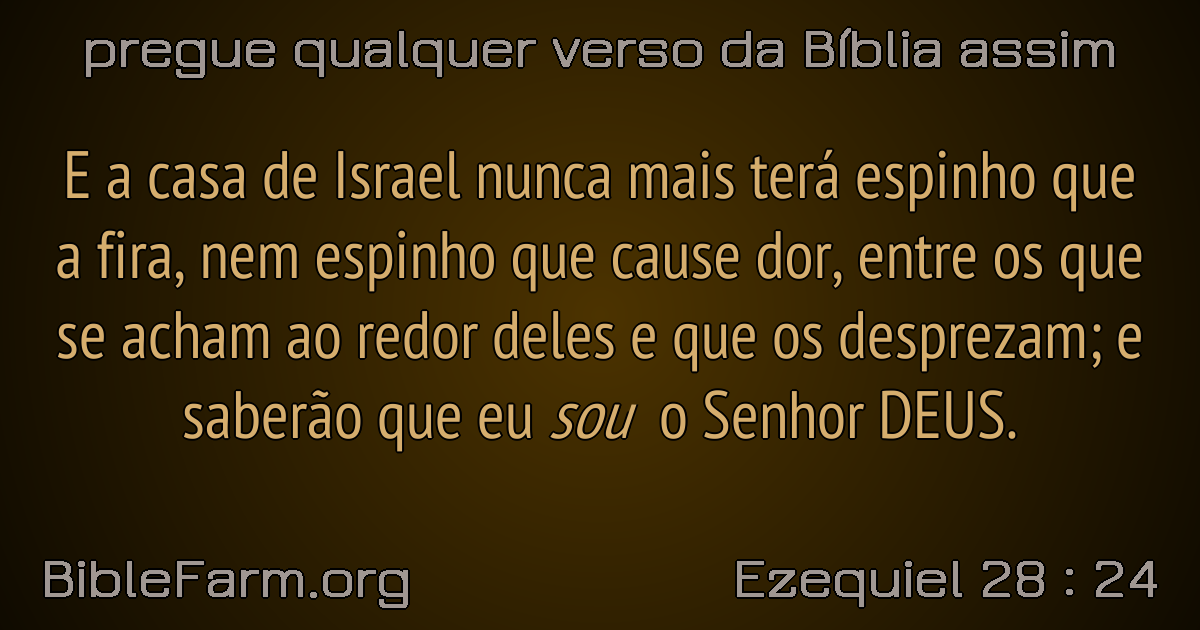 pregue qualquer verso da Bíblia assim
E a casa de Israel nunca mais terá espinho que
a fira, nem espinho que cause dor, entre os que
se acham ao redor deles e que os desprezam; e
saberão que eu sou o Senhor DEUS.
BibleFarm.org
Ezequiel 28 : 24